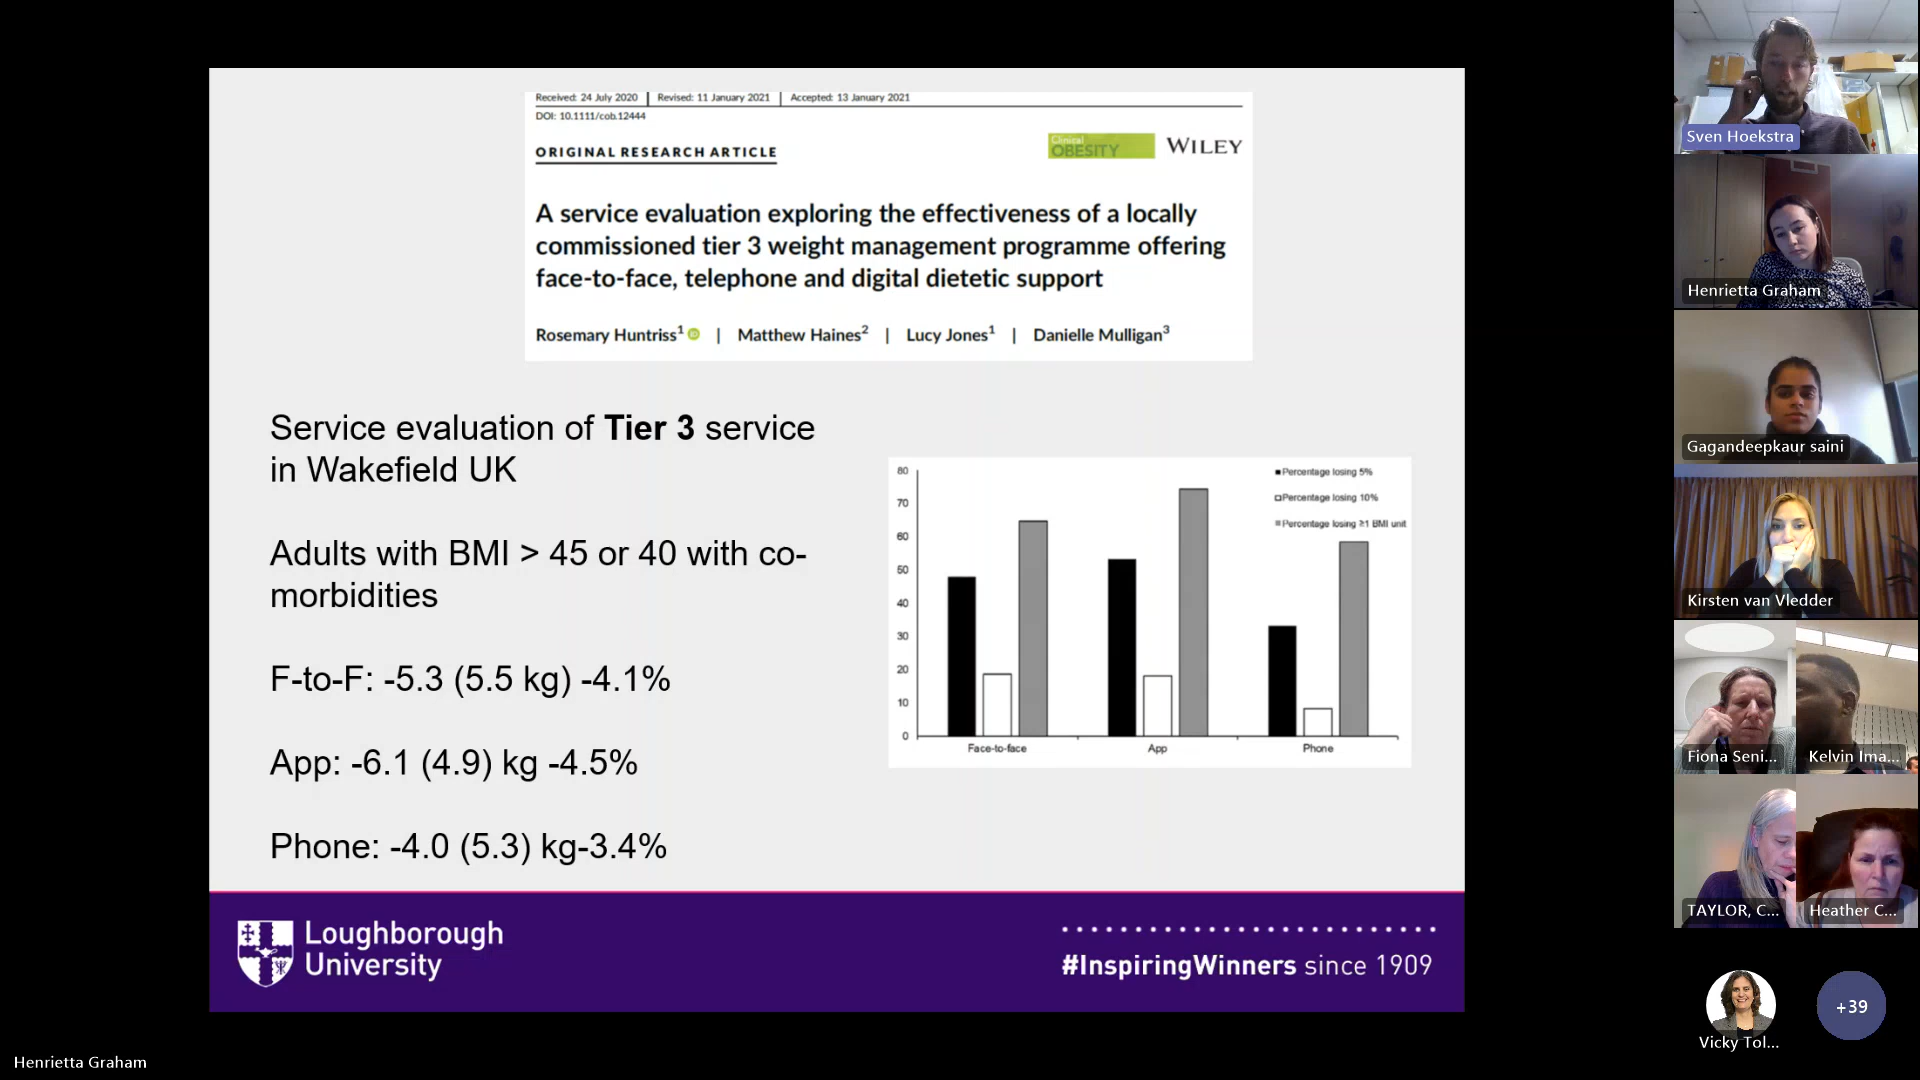 Received: 24 July 2020 | Revised: 11 January 2021 | Accepted: 13 January 2021
DOI: 10.1111/cob.12444
ORIGINAL RESEARCH ARTICLE
Clinical
OBESITY
WILEY
A service evaluation exploring the effectiveness of a locally
commissioned tier 3 weight management programme offering
face-to-face, telephone and digital dietetic support
Rosemary Huntriss1 iD | Matthew Haines2 | Lucy Jones1 | Danielle Mulligan3
Service evaluation of Tier 3 service
in Wakefield UK
Adults with BMI > 45 or 40 with co-
morbidities
F-to-F: -5.3 (5.5 kg) -4.1%
App: -6.1 (4.9) kg -4.5%
Phone: -4.0 (5.3) kg-3.4%
80
70
60
50
40
30
20
10
0
Percentage losing 5%
Percentage losing 10%
Percentage losing ≥1 BMI unit
Face-to-face
App
Phone
Loughborough
University
#InspiringWinners since 1909
Sven Hoekstra
Henrietta Graham
Gagandeepkaur saini
Kirsten van Vledder
Fiona Seni...
Kelvin Ima...
TAYLOR, C...
Heather C...
Vicky Tol...
+39
Henrietta Graham